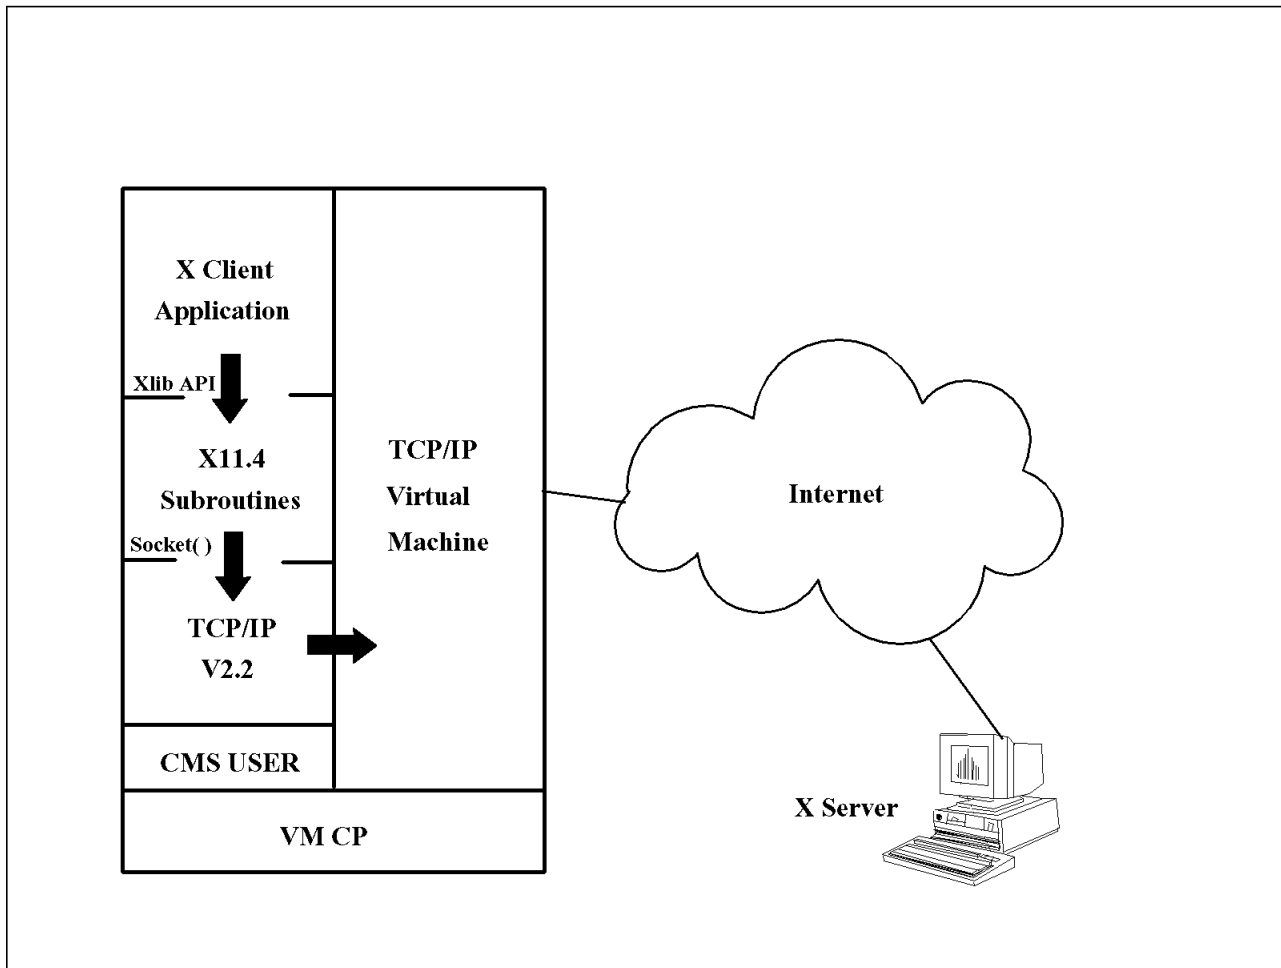 X Client
Application
Xlib API
X11.4
Subroutines
Socket( )
TCP/IP
V2.2
CMS USER
VM CP
TCP/IP
Virtual
Machine
Internet
X Server